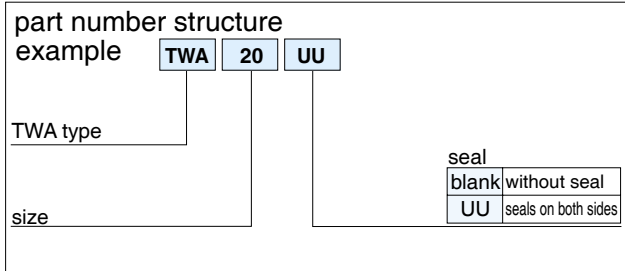 part number structure
example TWA 20 UU
TWA type
seal
blank without seal
UU seals on both sides
size